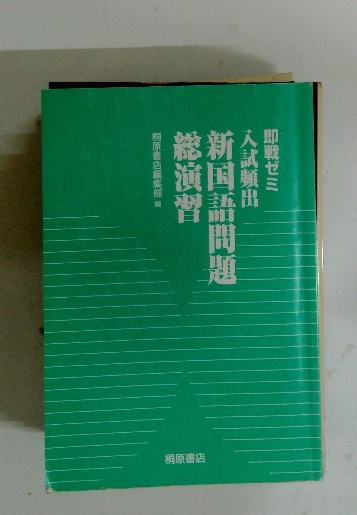 即戦ゼミ
入試頻出
新国語問題
総演習
桐原書店編集部 編
桐原書店